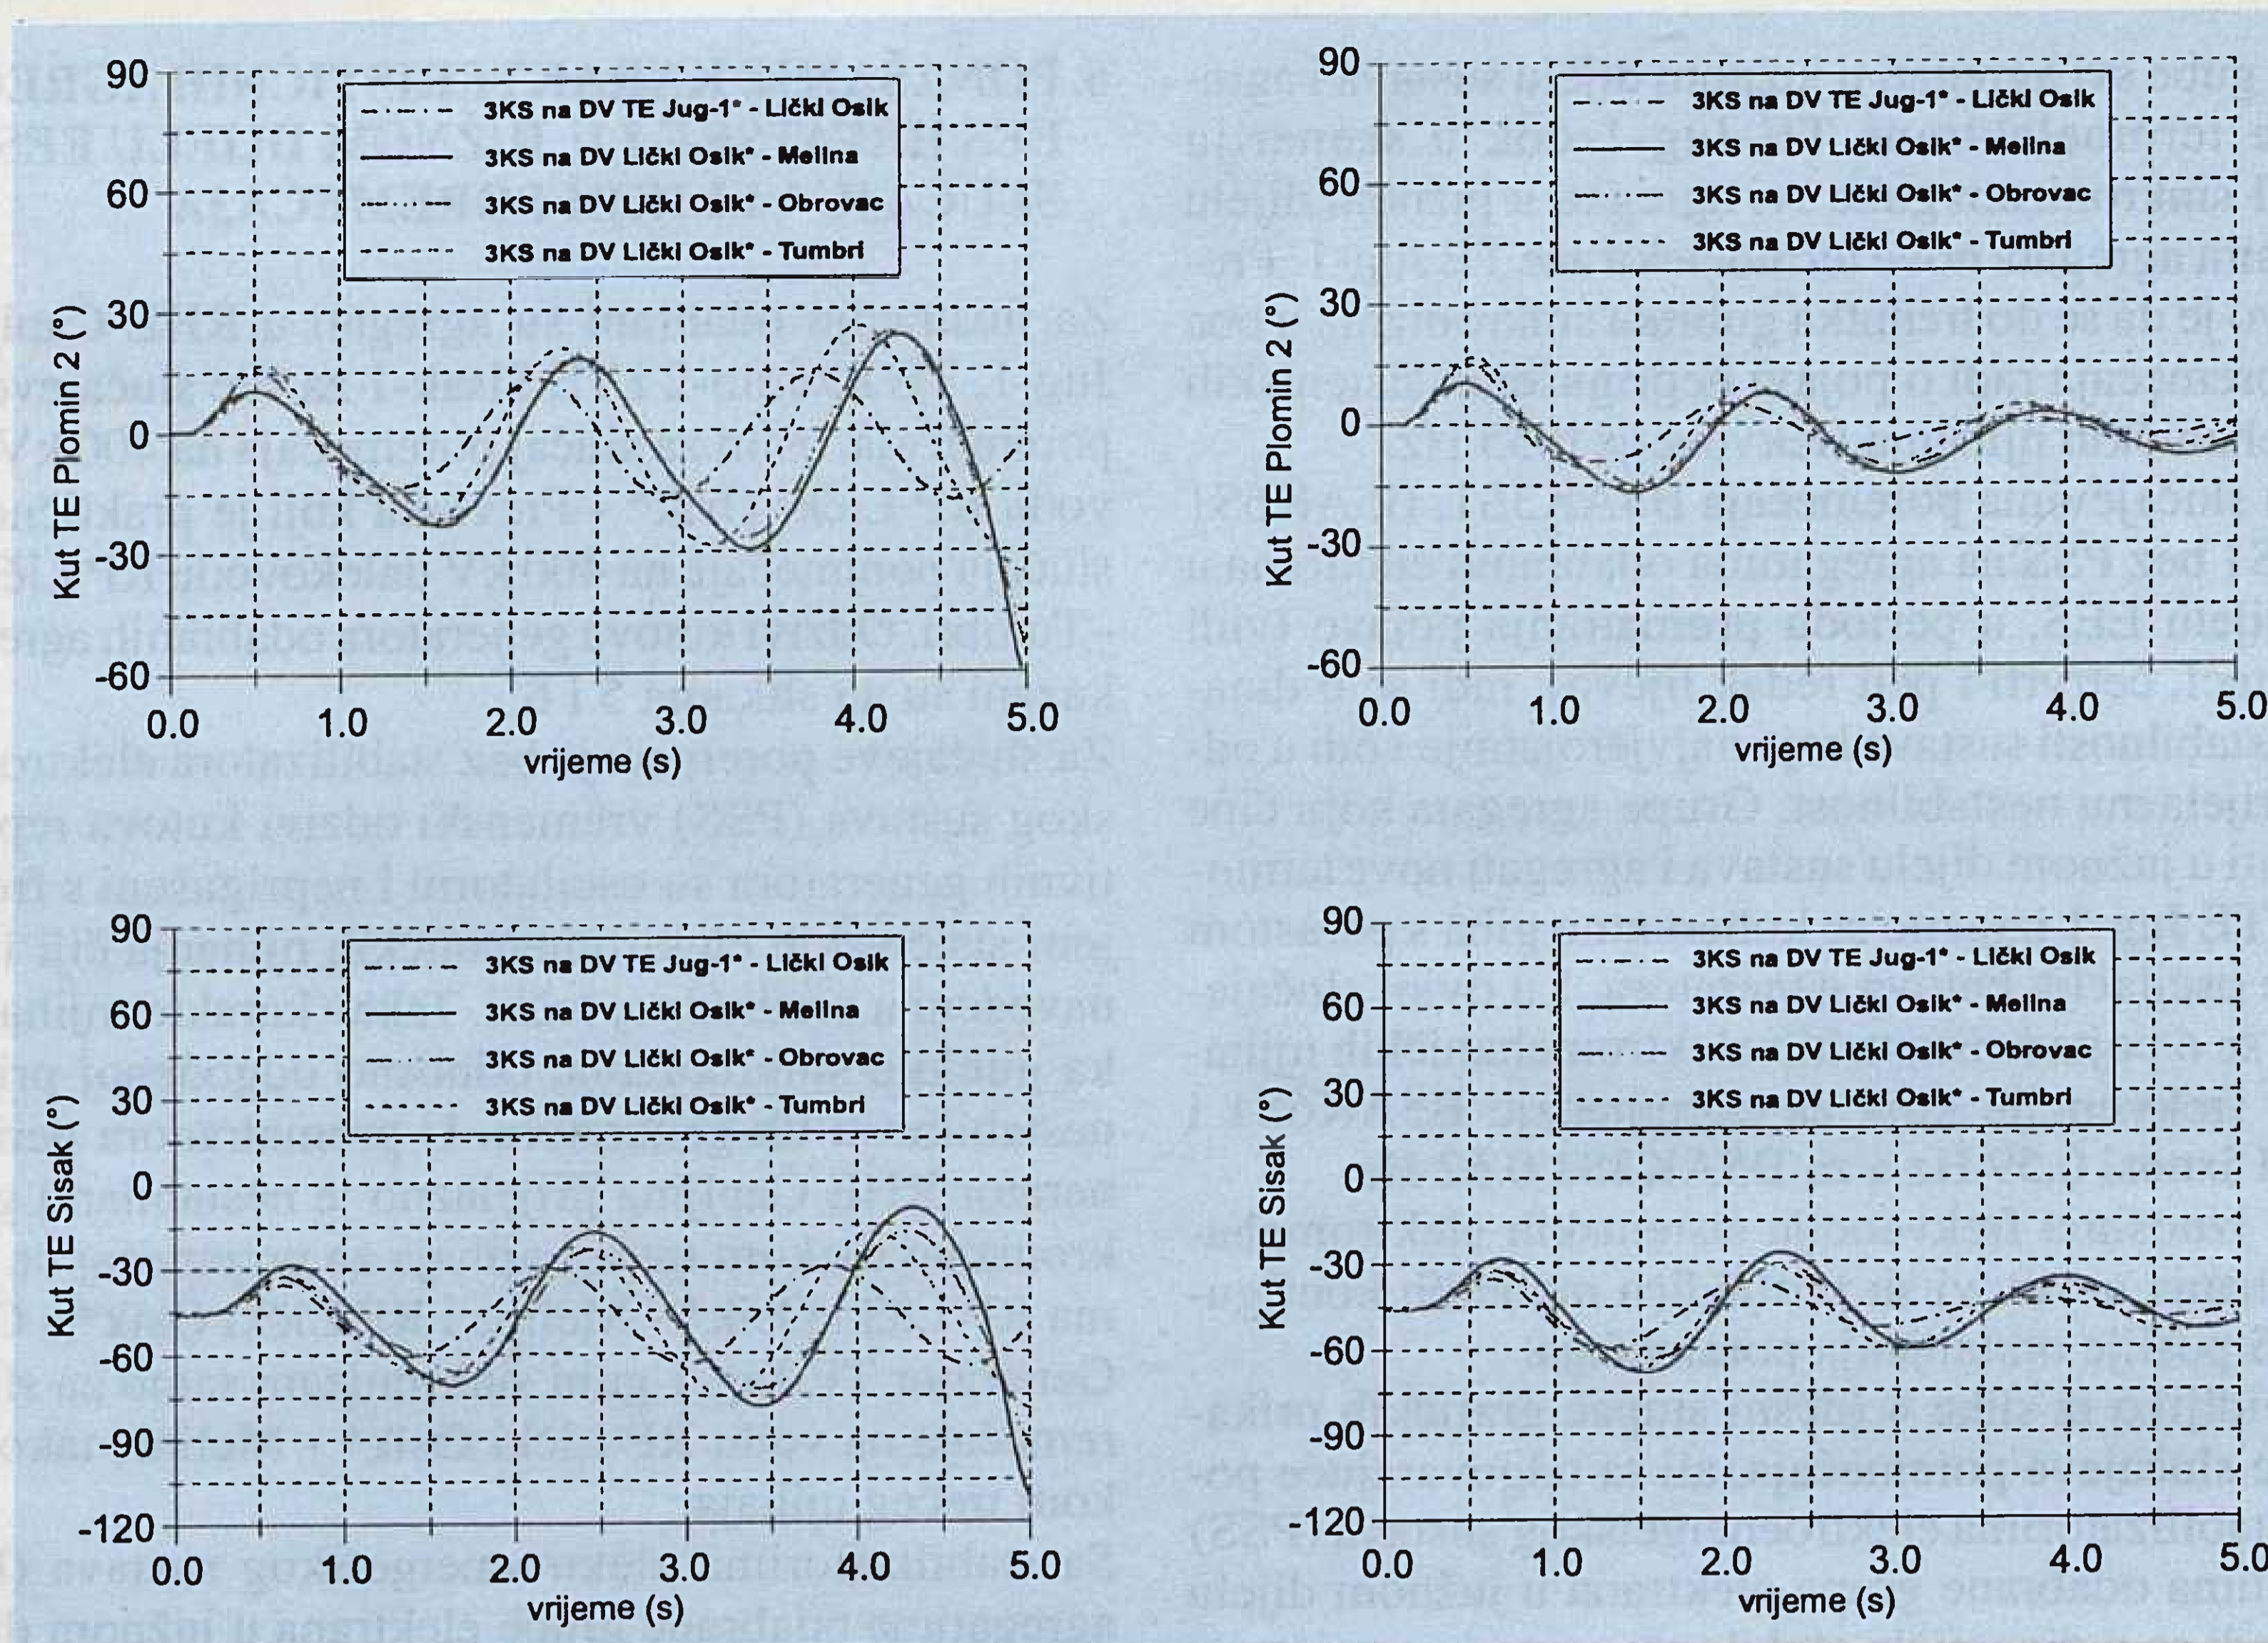 90
60
30
0
-30
-60
Kut TE Plomin 2 (°)
3KS na DV TE Jug-1* - Lički Osik
3KS na DV Lički Osik* - Melina
3KS na DV Lički Osik* - Obrovac
3KS na DV Lički Osik* - Tumbri
0.0 1.0 2.0 3.0 4.0 5.0
vrijeme (s)
90
60
30
0
-30
-60
Kut TE Plomin 2 (°)
3KS na DV TE Jug-1* - Lički Osik
3KS na DV Lički Osik* - Melina
3KS na DV Lički Osik* - Obrovac
3KS na DV Lički Osik* - Tumbri
0.0 1.0 2.0 3.0 4.0 5.0
vrijeme (s)
90
60
30
0
-30
-60
-90
-120
Kut TE Sisak (°)
3KS na DV TE Jug-1* - Lički Osik
3KS na DV Lički Osik* - Melina
3KS na DV Lički Osik* - Obrovac
3KS na DV Lički Osik* - Tumbri
0.0 1.0 2.0 3.0 4.0 5.0
vrijeme (s)
90
60
30
0
-30
-60
-90
-120
Kut TE Sisak (°)
3KS na DV TE Jug-1* - Lički Osik
3KS na DV Lički Osik* - Melina
3KS na DV Lički Osik* - Obrovac
3KS na DV Lički Osik* - Tumbri
0.0 1.0 2.0 3.0 4.0 5.0
vrijeme (s)